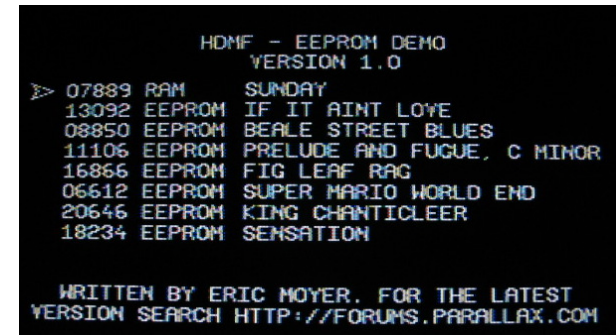 HDMF - EEPROM DEMO
VERSION 1.0
> 07889 RAM SUNDAY
13092 EEPROM IF IT AINT LOVE
08850 EEPROM BEALE STREET BLUES
11106 EEPROM PRELUDE AND FUGUE, C MINOR
16866 EEPROM FIG LEAF RAG
06612 EEPROM SUPER MARIO WORLD END
20646 EEPROM KING CHANTICLEER
18234 EEPROM SENSATION
WRITTEN BY ERIC MOYER. FOR THE LATEST
VERSION SEARCH HTTP://FORUMS.PARALLAX.COM